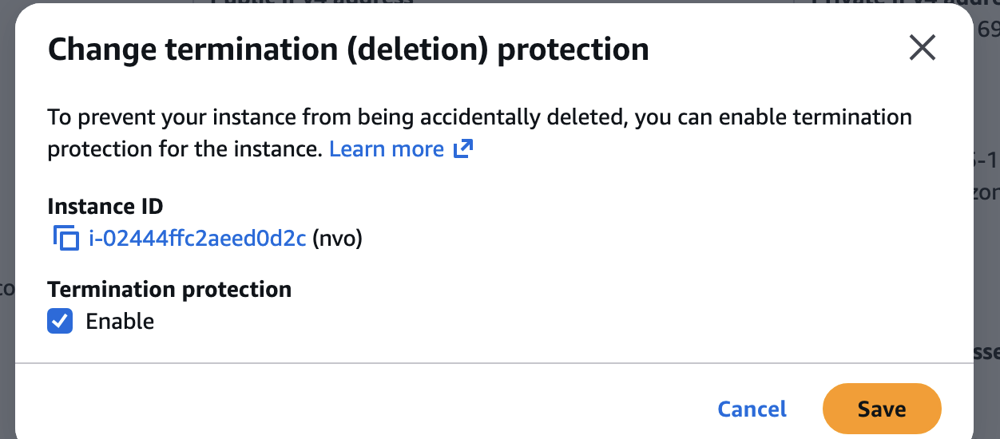 Change termination (deletion) protection
To prevent your instance from being accidentally deleted, you can enable termination
protection for the instance. Learn more
Instance ID
i-02444ffc2aeed0d2c (nvo)
Termination protection
Enable
Cancel
Save